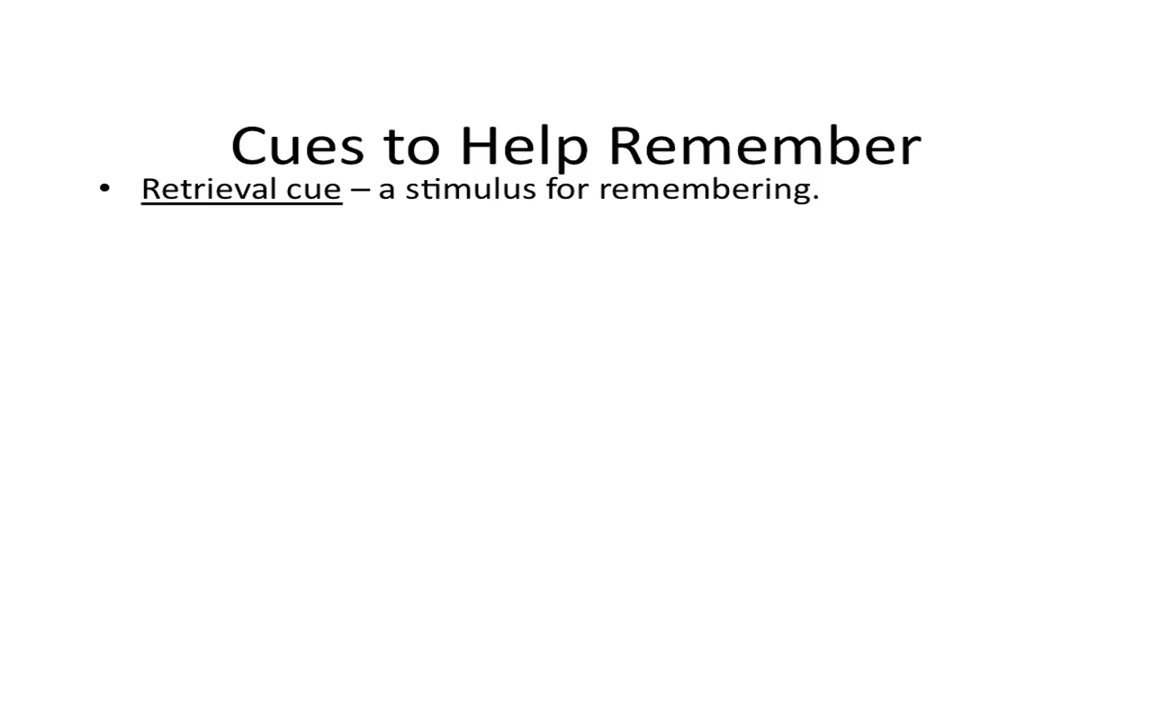 Cues to Help Remember
• Retrieval cue – a stimulus for remembering.